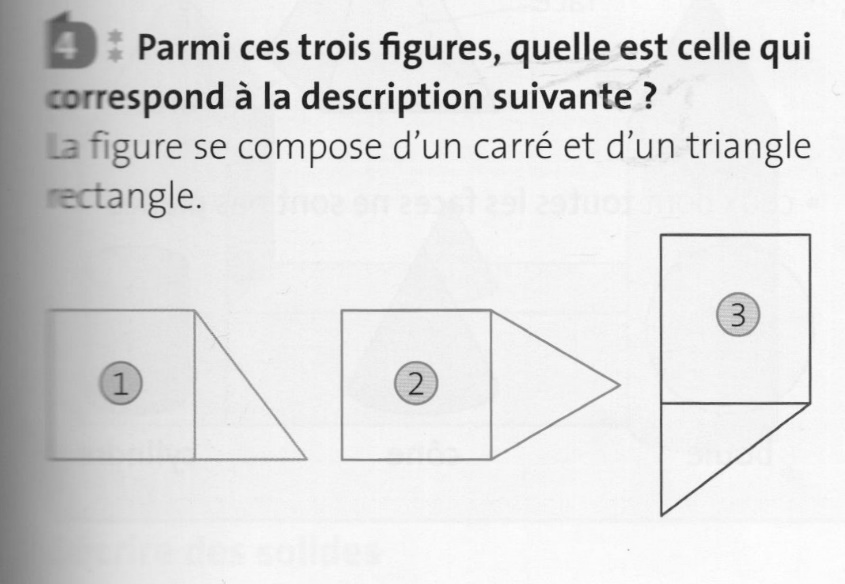 4 Parmi ces trois figures, quelle est celle qui
correspond à la description suivante ?
La figure se compose d'un carré et d'un triangle
rectangle.
3
1
2